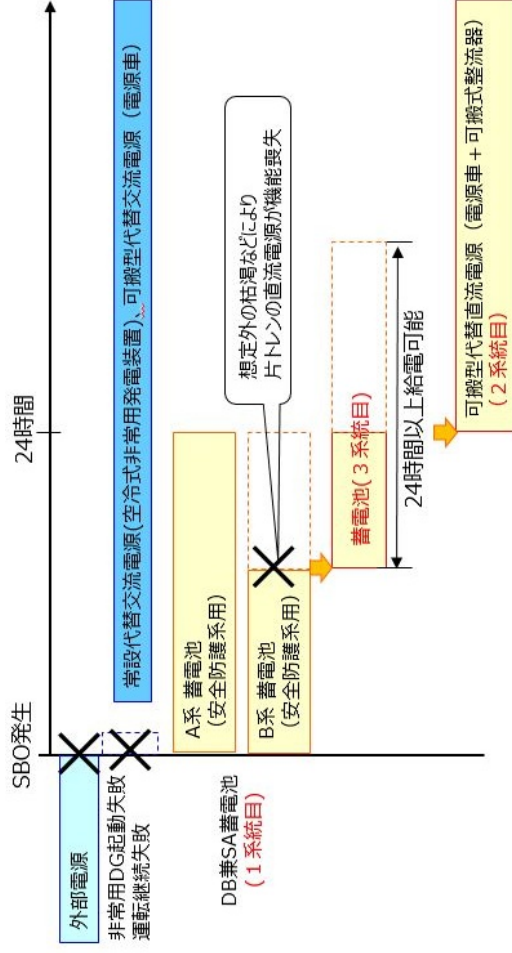 SBO発生
24時間
外部電源
非常用DG起動失敗
運転継続失敗
常設代替交流電源(空冷式非常用発電装置)、可搬型代替交流電源（電源車）
DB兼SA蓄電池
（１系統目）
A系 蓄電池
（安全防護系用）
B系 蓄電池
（安全防護系用）
想定外の枯渇などにより
片トレンの直流電源が機能喪失
蓄電池(３系統目)
24時間以上給電可能
可搬型代替直流電源（電源車＋可搬式整流器）
（２系統目）